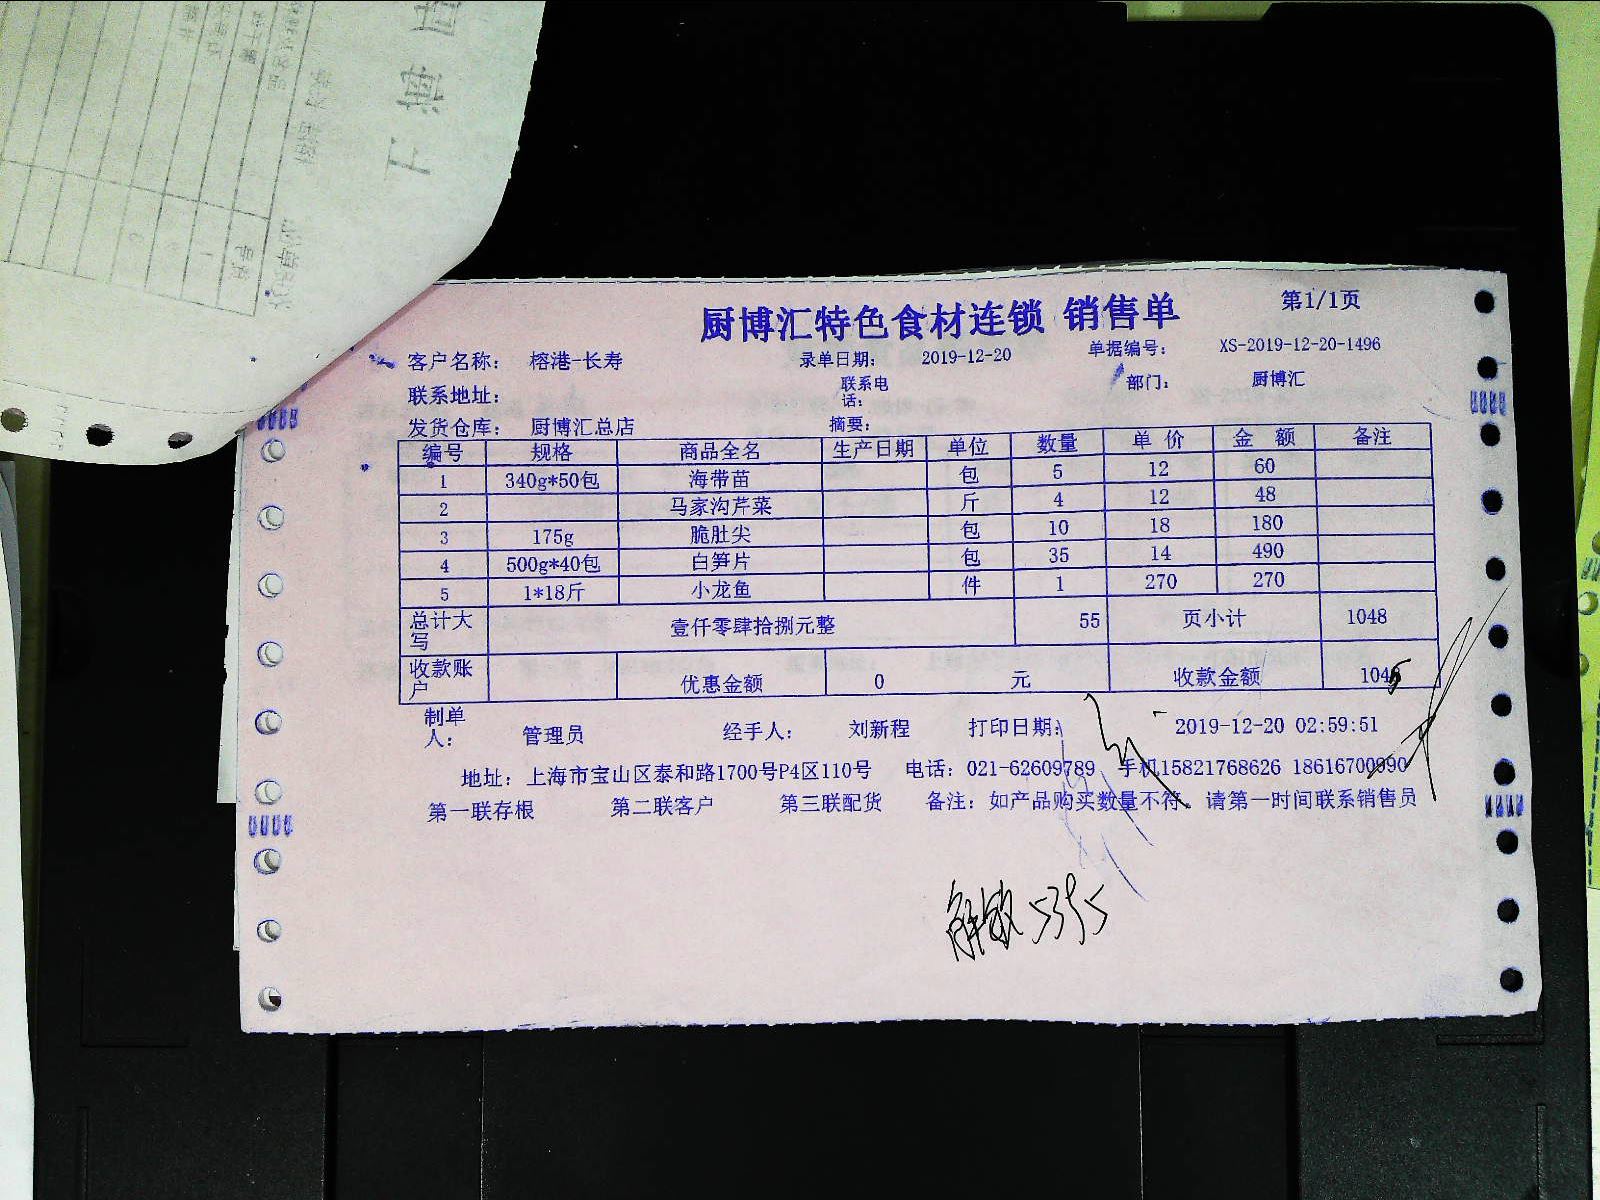 厨博汇特色食材连锁 销售单 第1/1页
客户名称: 榕港-长寿 录单日期: 2019-12-20 单据编号: XS-2019-12-20-1496
联系地址: 联系电话: 部门: 厨博汇
发货仓库: 厨博汇总店 摘要:
编号 规格 商品全名 生产日期 单位 数量 单价 金额 备注
1 340g*50包 海带苗 包 5 12 60
2 马家沟芹菜 斤 4 12 48
3 175g 脆肚尖 包 10 18 180
4 500g*40包 白笋片 包 35 14 490
5 1*18斤 小龙鱼 件 1 270 270
总计大写 壹仟零肆拾捌元整 55 页小计 1048
收款账户 优惠金额 0 元 收款金额 1045
制单人: 管理员 经手人: 刘新程 打印日期: 2019-12-20 02:59:51
地址: 上海市宝山区泰和路1700号P4区110号 电话: 021-62609789 手机15821768626 18616700990
第一联存根 第二联客户 第三联配货 备注: 如产品购买数量不符。请第一时间联系销售员